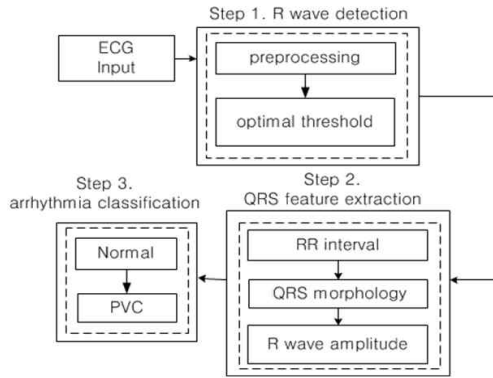 Step 1. R wave detection
ECG
Input
preprocessing
optimal threshold
Step 3.
arrhythmia classification
Normal
PVC
Step 2.
QRS feature extraction
RR interval
QRS morphology
R wave amplitude